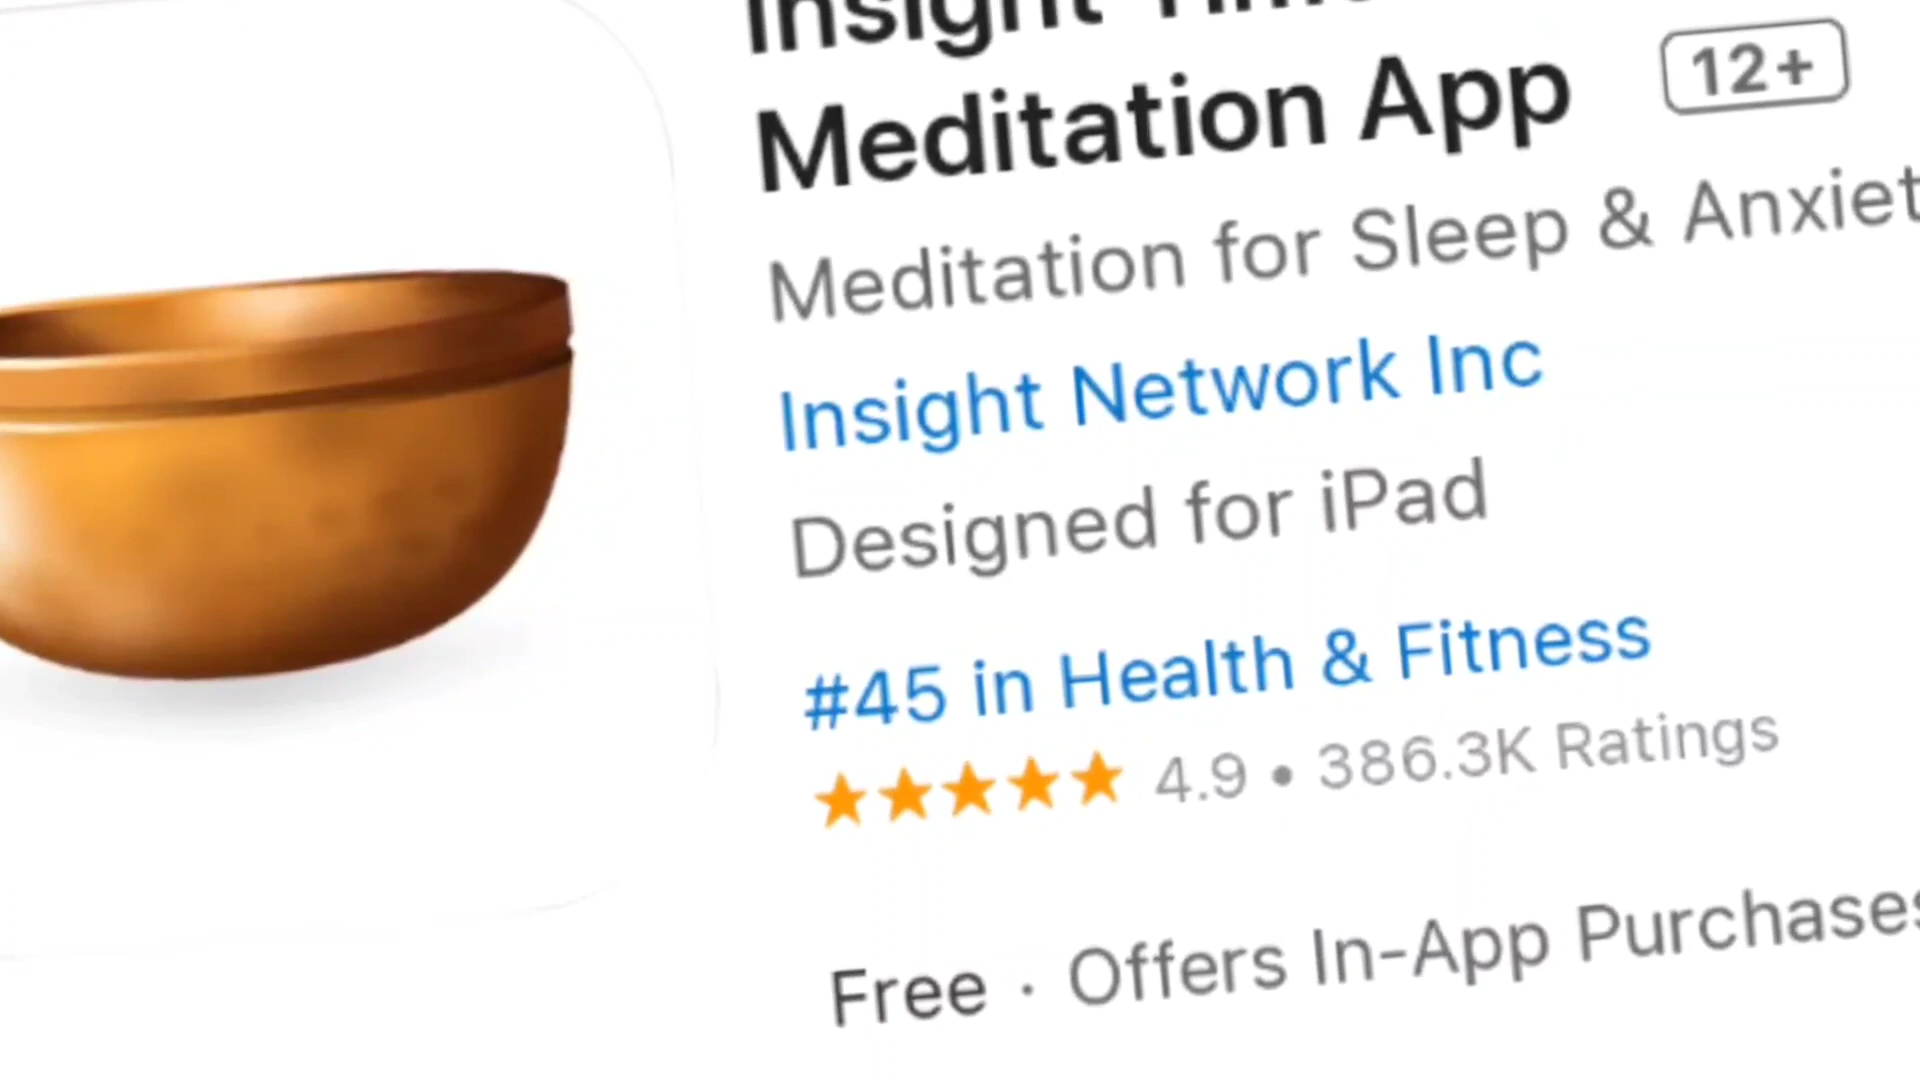 Insight
Meditation App 12+
Meditation for Sleep &
Insight Network Inc
Designed for iPad
#45 in Health & Fitness
★★★★★ 4.9 • 386.3K Ratings
Free · Offers In-App Purchases